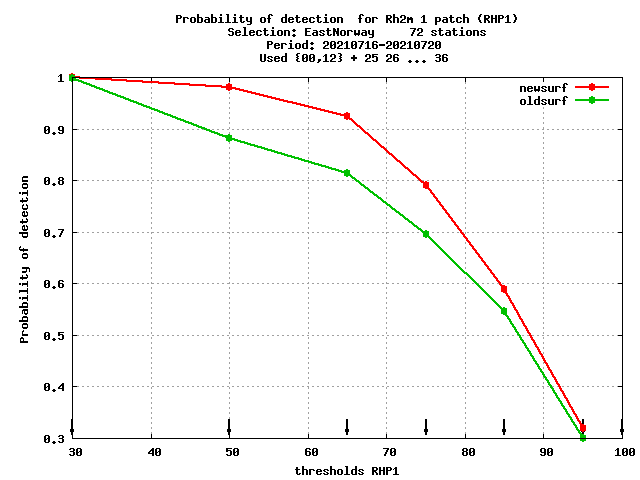 Probability of detection  for Rh2m 1 patch (RHP1)
Selection: EastNorway     72 stations
Period: 20210716-20210720
Used {00,12} + 25 26 ... 36
newsurf
oldsurf
Probability of detection
1
0.9
0.8
0.7
0.6
0.5
0.4
0.3
30 40 50 60 70 80 90 100
thresholds RHP1